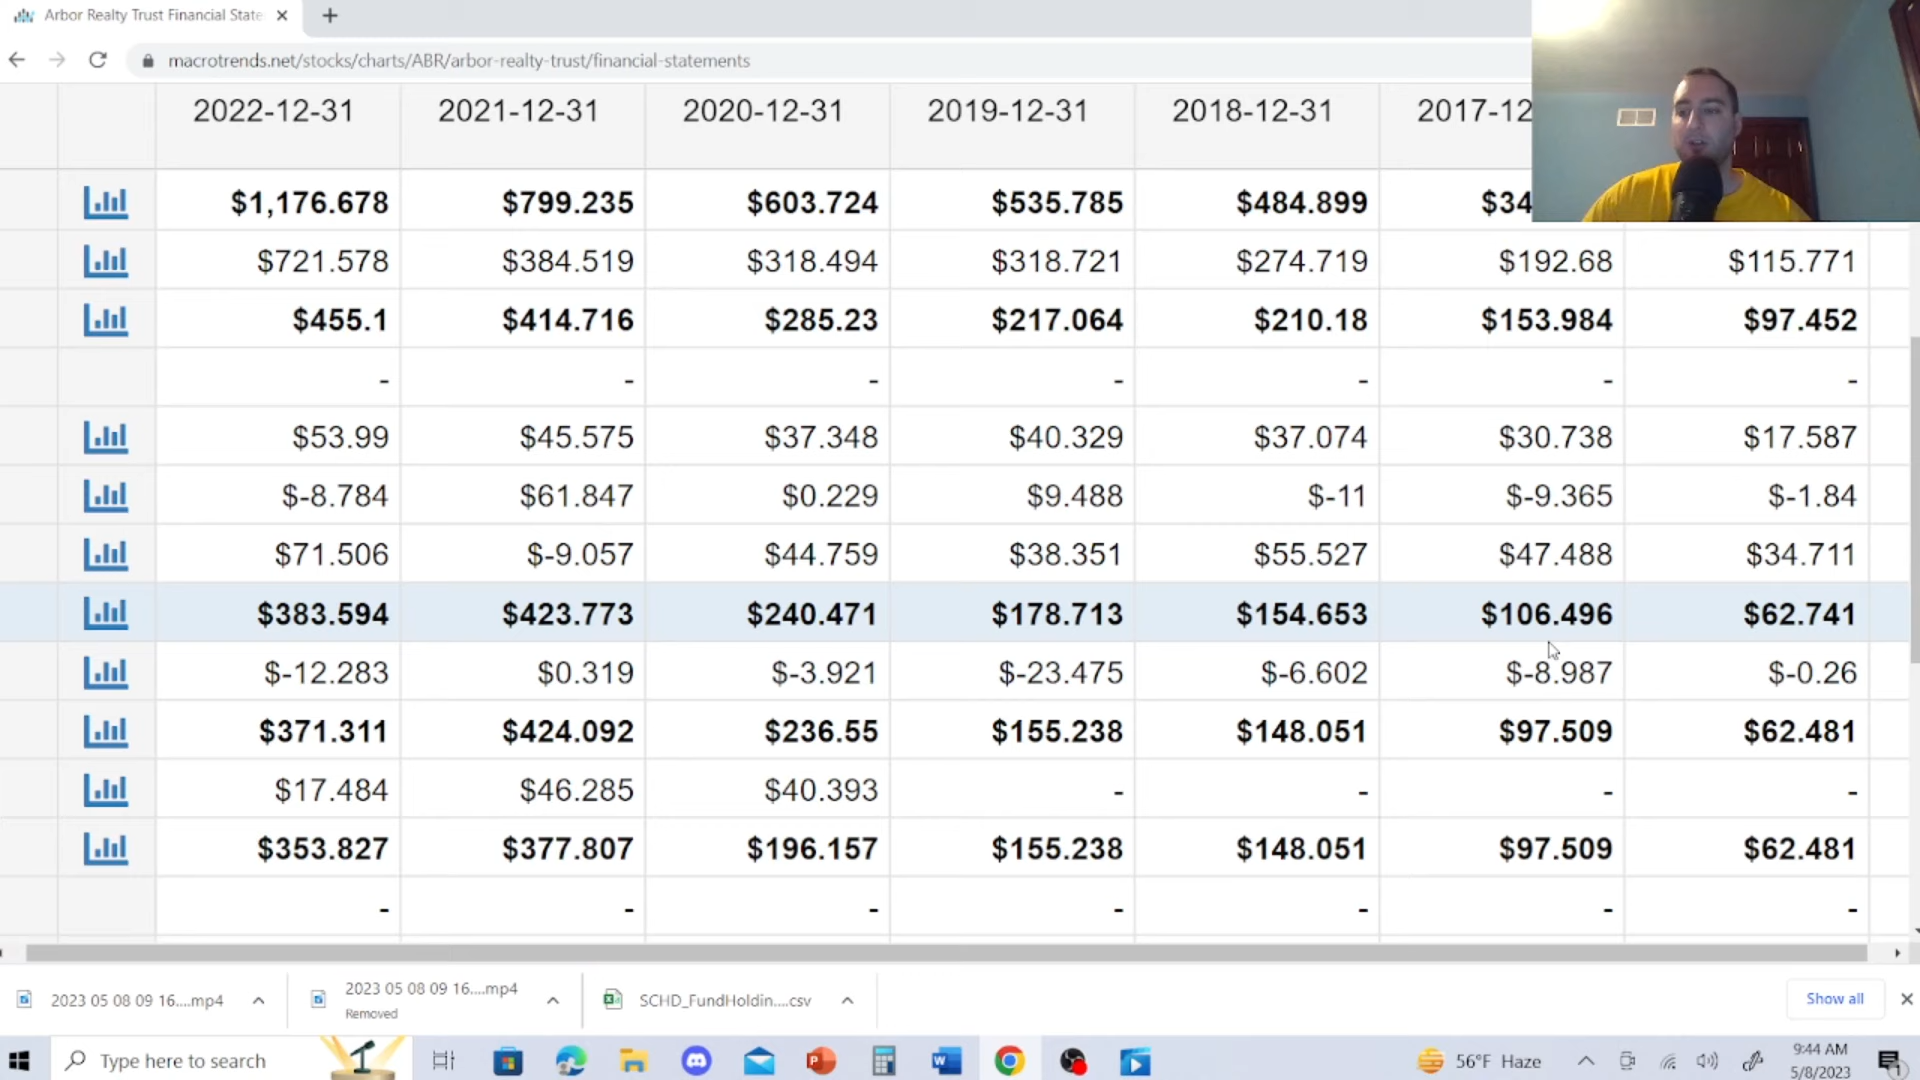 Arbor Realty Trust Financial State
macrotrends.net/stocks/charts/ABR/arbor-realty-trust/financial-statements
2022-12-31 2021-12-31 2020-12-31 2019-12-31 2018-12-31 2017-12
$1,176.678 $799.235 $603.724 $535.785 $484.899 $34
$721.578 $384.519 $318.494 $318.721 $274.719 $192.68 $115.771
$455.1 $414.716 $285.23 $217.064 $210.18 $153.984 $97.452
- - - - - - -
$53.99 $45.575 $37.348 $40.329 $37.074 $30.738 $17.587
$-8.784 $61.847 $0.229 $9.488 $-11 $-9.365 $-1.84
$71.506 $-9.057 $44.759 $38.351 $55.527 $47.488 $34.711
$383.594 $423.773 $240.471 $178.713 $154.653 $106.496 $62.741
$-12.283 $0.319 $-3.921 $-23.475 $-6.602 $-8.987 $-0.26
$371.311 $424.092 $236.55 $155.238 $148.051 $97.509 $62.481
$17.484 $46.285 $40.393 - - - -
$353.827 $377.807 $196.157 $155.238 $148.051 $97.509 $62.481
- - - - - - -
2023 05 08 09 16....mp4 2023 05 08 09 16....mp4 SCHD_FundHoldin....csv Show all
Removed
Type here to search 56°F Haze 9:44 AM
5/8/2023
1